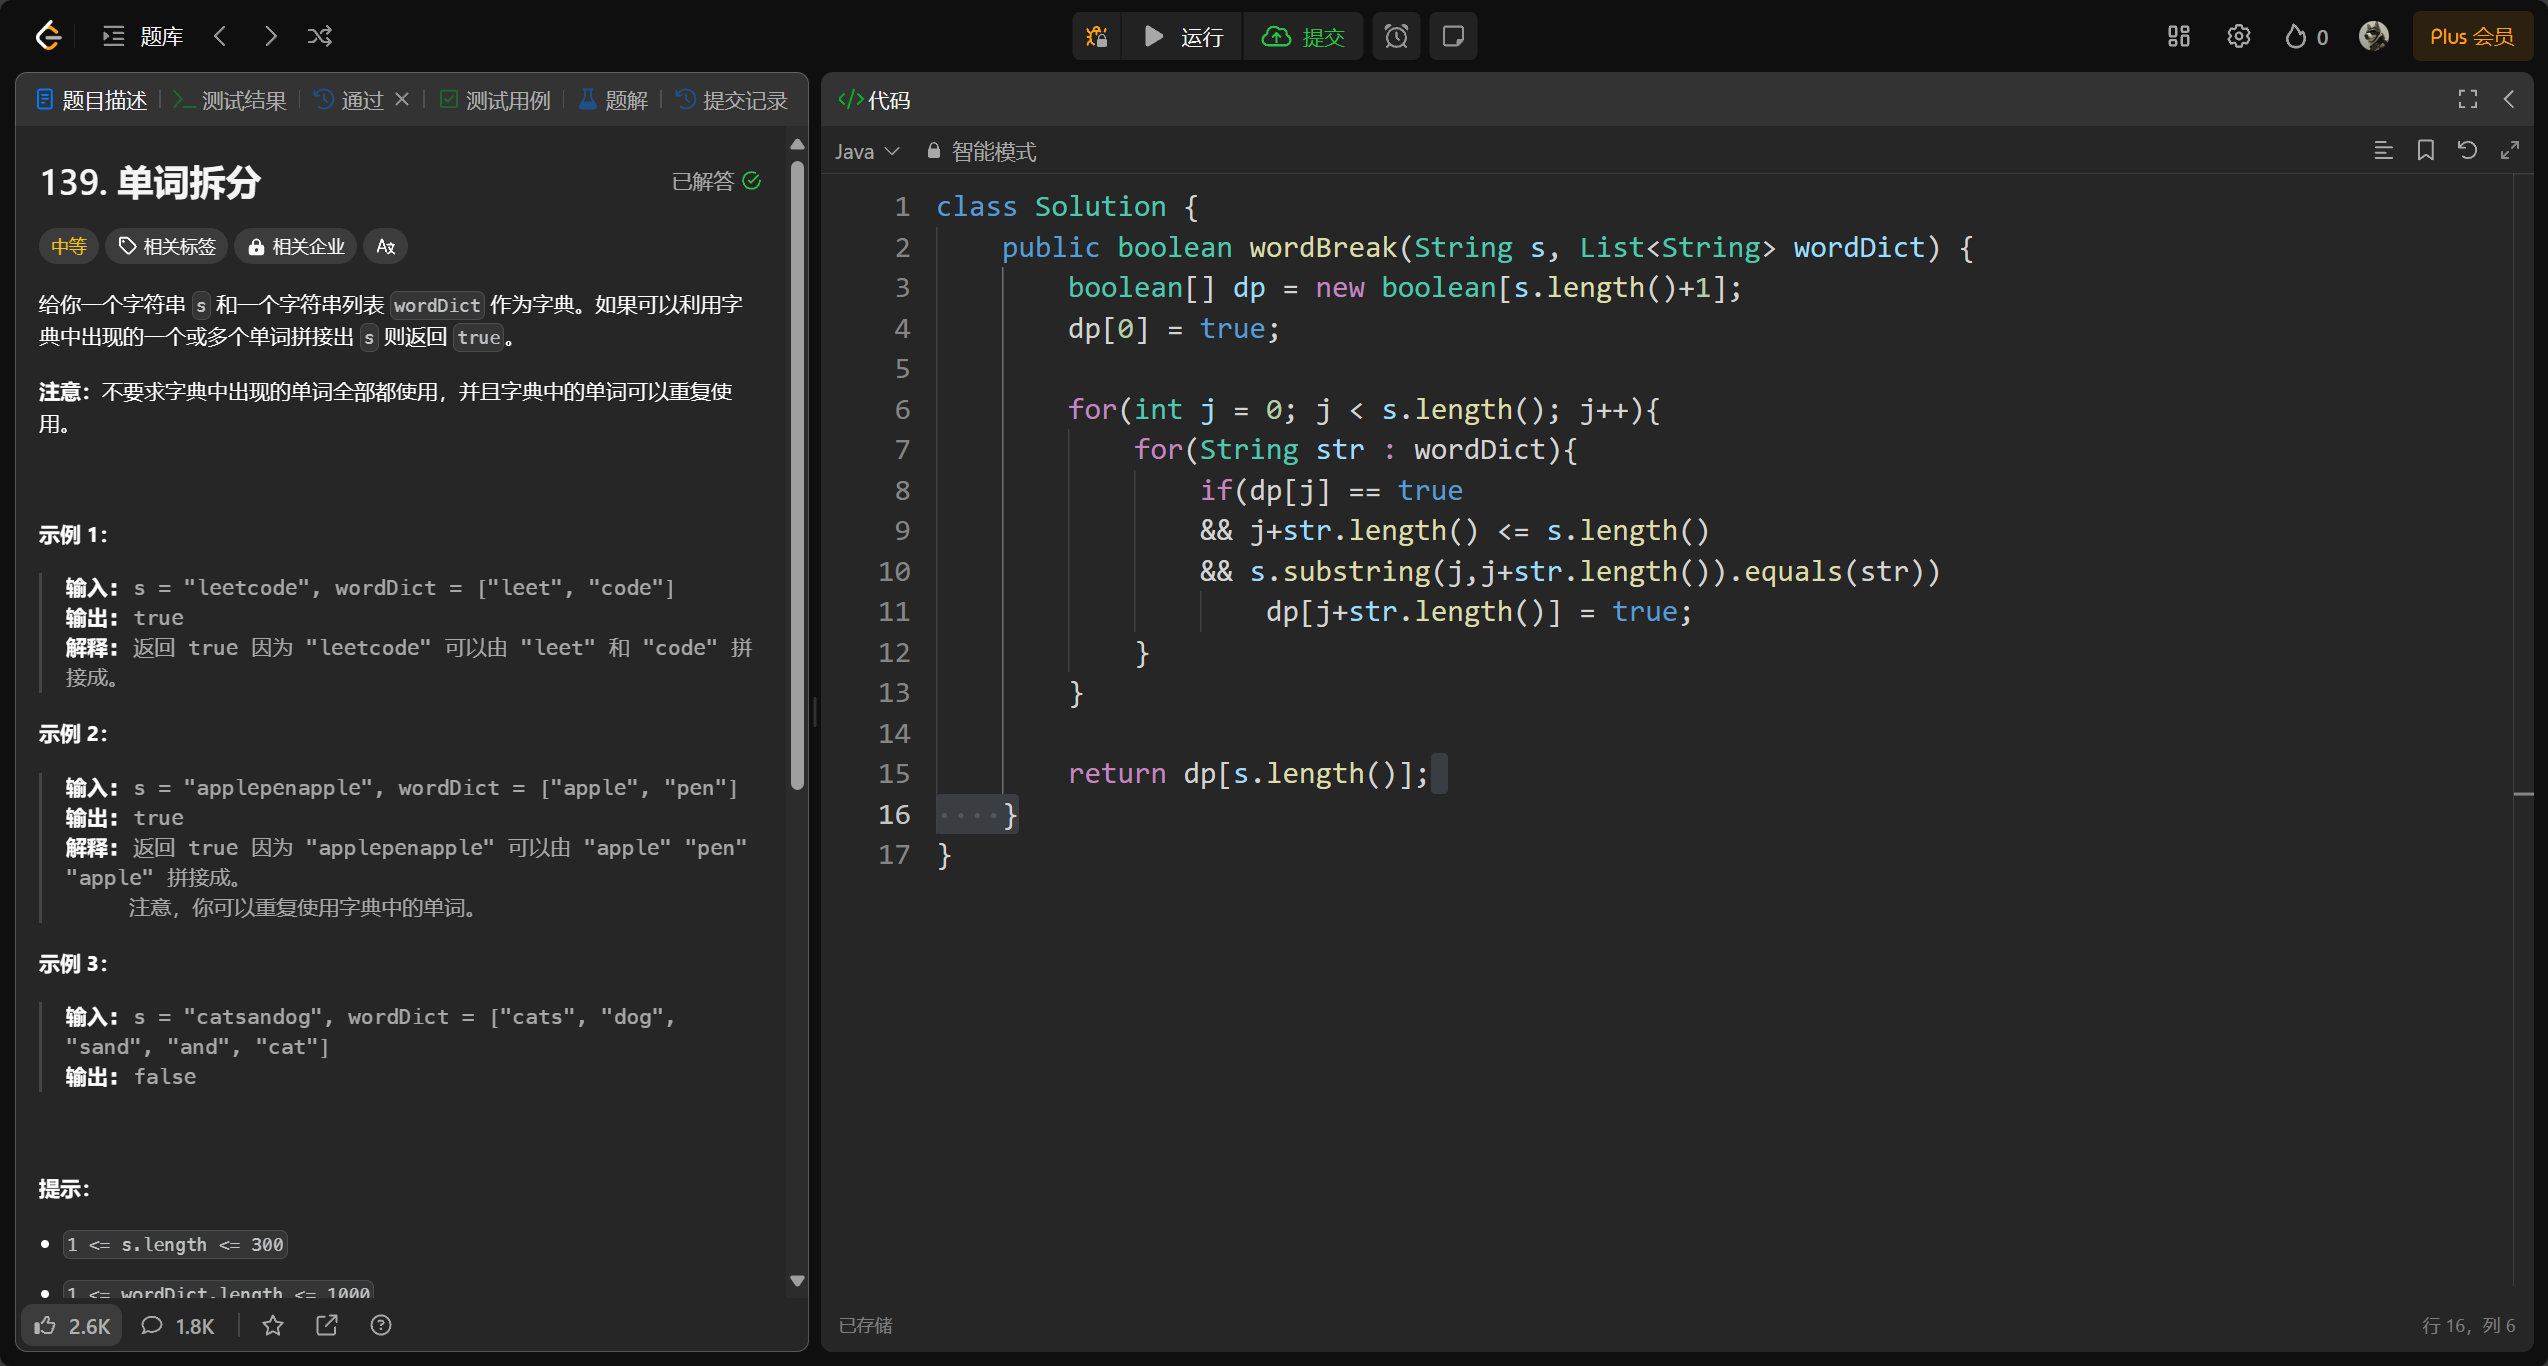 题库
运行
提交
0
Plus 会员
题目描述
测试结果
通过
测试用例
题解
提交记录
139. 单词拆分
已解答
中等
相关标签
相关企业
给你一个字符串 s 和一个字符串列表 wordDict 作为字典。如果可以利用字
典中出现的一个或多个单词拼接出 s 则返回 true。
注意：不要求字典中出现的单词全部都使用，并且字典中的单词可以重复使
用。
示例 1：
输入: s = "leetcode", wordDict = ["leet", "code"]
输出: true
解释: 返回 true 因为 "leetcode" 可以由 "leet" 和 "code" 拼
接成。
示例 2：
输入: s = "applepenapple", wordDict = ["apple", "pen"]
输出: true
解释: 返回 true 因为 "applepenapple" 可以由 "apple" "pen"
"apple" 拼接成。
注意，你可以重复使用字典中的单词。
示例 3：
输入: s = "catsandog", wordDict = ["cats", "dog",
"sand", "and", "cat"]
输出: false
提示：
1 <= s.length <= 300
1 <= wordDict.length <= 1000
2.6K
1.8K
代码
Java
智能模式
1 class Solution {
2     public boolean wordBreak(String s, List<String> wordDict) {
3         boolean[] dp = new boolean[s.length()+1];
4         dp[0] = true;
5
6         for(int j = 0; j < s.length(); j++){
7             for(String str : wordDict){
8                 if(dp[j] == true
9                 && j+str.length() <= s.length()
10                 && s.substring(j,j+str.length()).equals(str))
11                     dp[j+str.length()] = true;
12             }
13         }
14
15         return dp[s.length()];
16     }
17 }
已存储
行 16，列 6